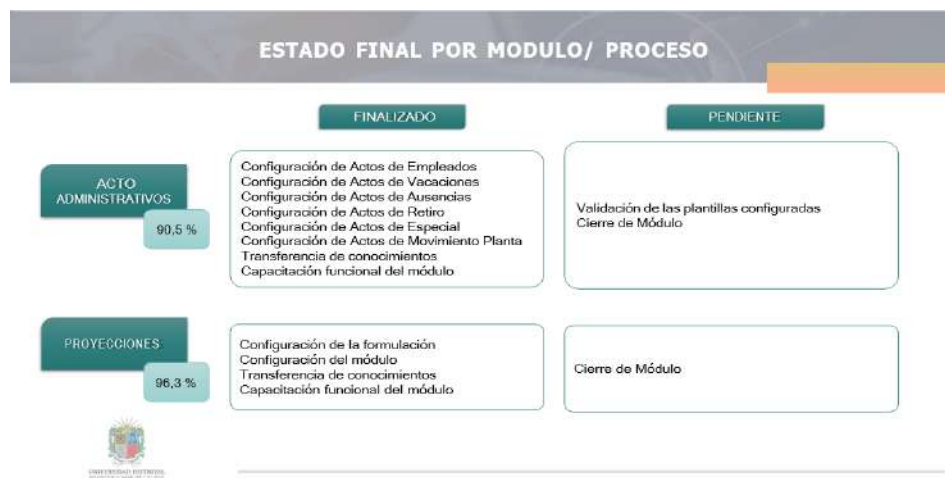 ESTADO FINAL POR MODULO/ PROCESO
FINALIZADO
PENDIENTE
ACTO
ADMINISTRATIVOS
90,5 %
Configuración de Actos de Empleados
Configuración de Actos de Vacaciones
Configuración de Actos de Ausencias
Configuración de Actos de Retiro
Configuración de Actos de Especial
Configuración de Actos de Movimiento Planta
Transferencia de conocimientos
Capacitación funcional del módulo
Validación de las plantillas configuradas
Cierre de Módulo
PROYECCIONES
96,3 %
Configuración de la formulación
Configuración del módulo
Transferencia de conocimientos
Capacitación funcional del módulo
Cierre de Módulo
UNIVERSIDAD DISTRITAL